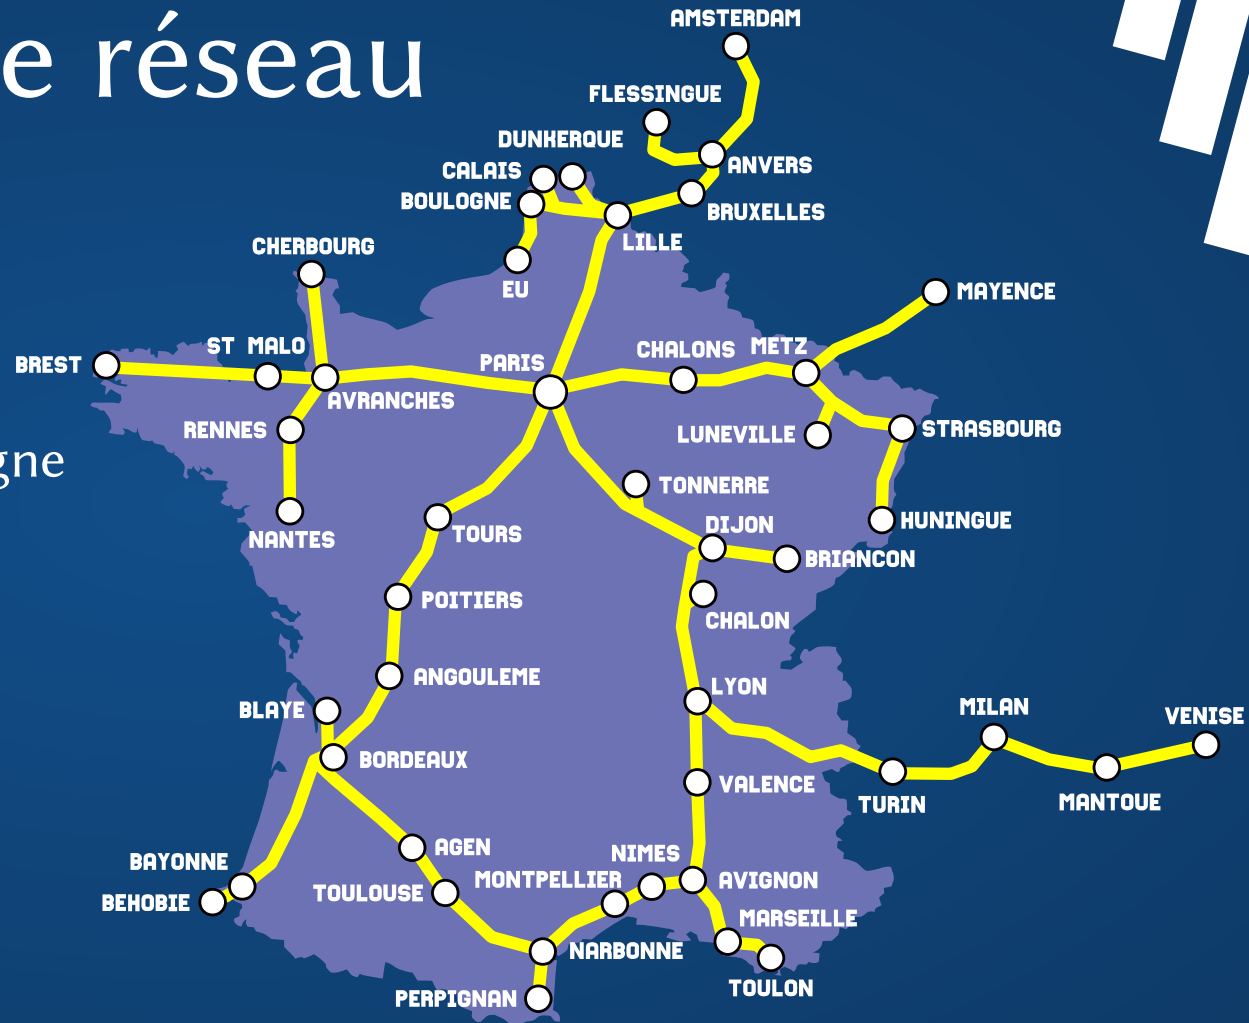 e réseau
AMSTERDAM
FLESSINGUE
DUNKERQUE
CALAIS
ANVERS
BOULOGNE
BRUXELLES
LILLE
CHERBOURG
EU
MAYENCE
ST MALO
BREST
PARIS
CHALONS
METZ
AVRANCHES
RENNES
LUNEVILLE
STRASBOURG
gne
TONNERRE
NANTES
TOURS
DIJON
HUNINGUE
BRIANCON
POITIERS
CHALON
ANGOULEME
LYON
BLAYE
MILAN
VENISE
BORDEAUX
VALENCE
TURIN
MANTOUE
AGEN
NIMES
BAYONNE
MONTPELLIER
AVIGNON
TOULOUSE
BEHOBIE
MARSEILLE
NARBONNE
TOULON
PERPIGNAN